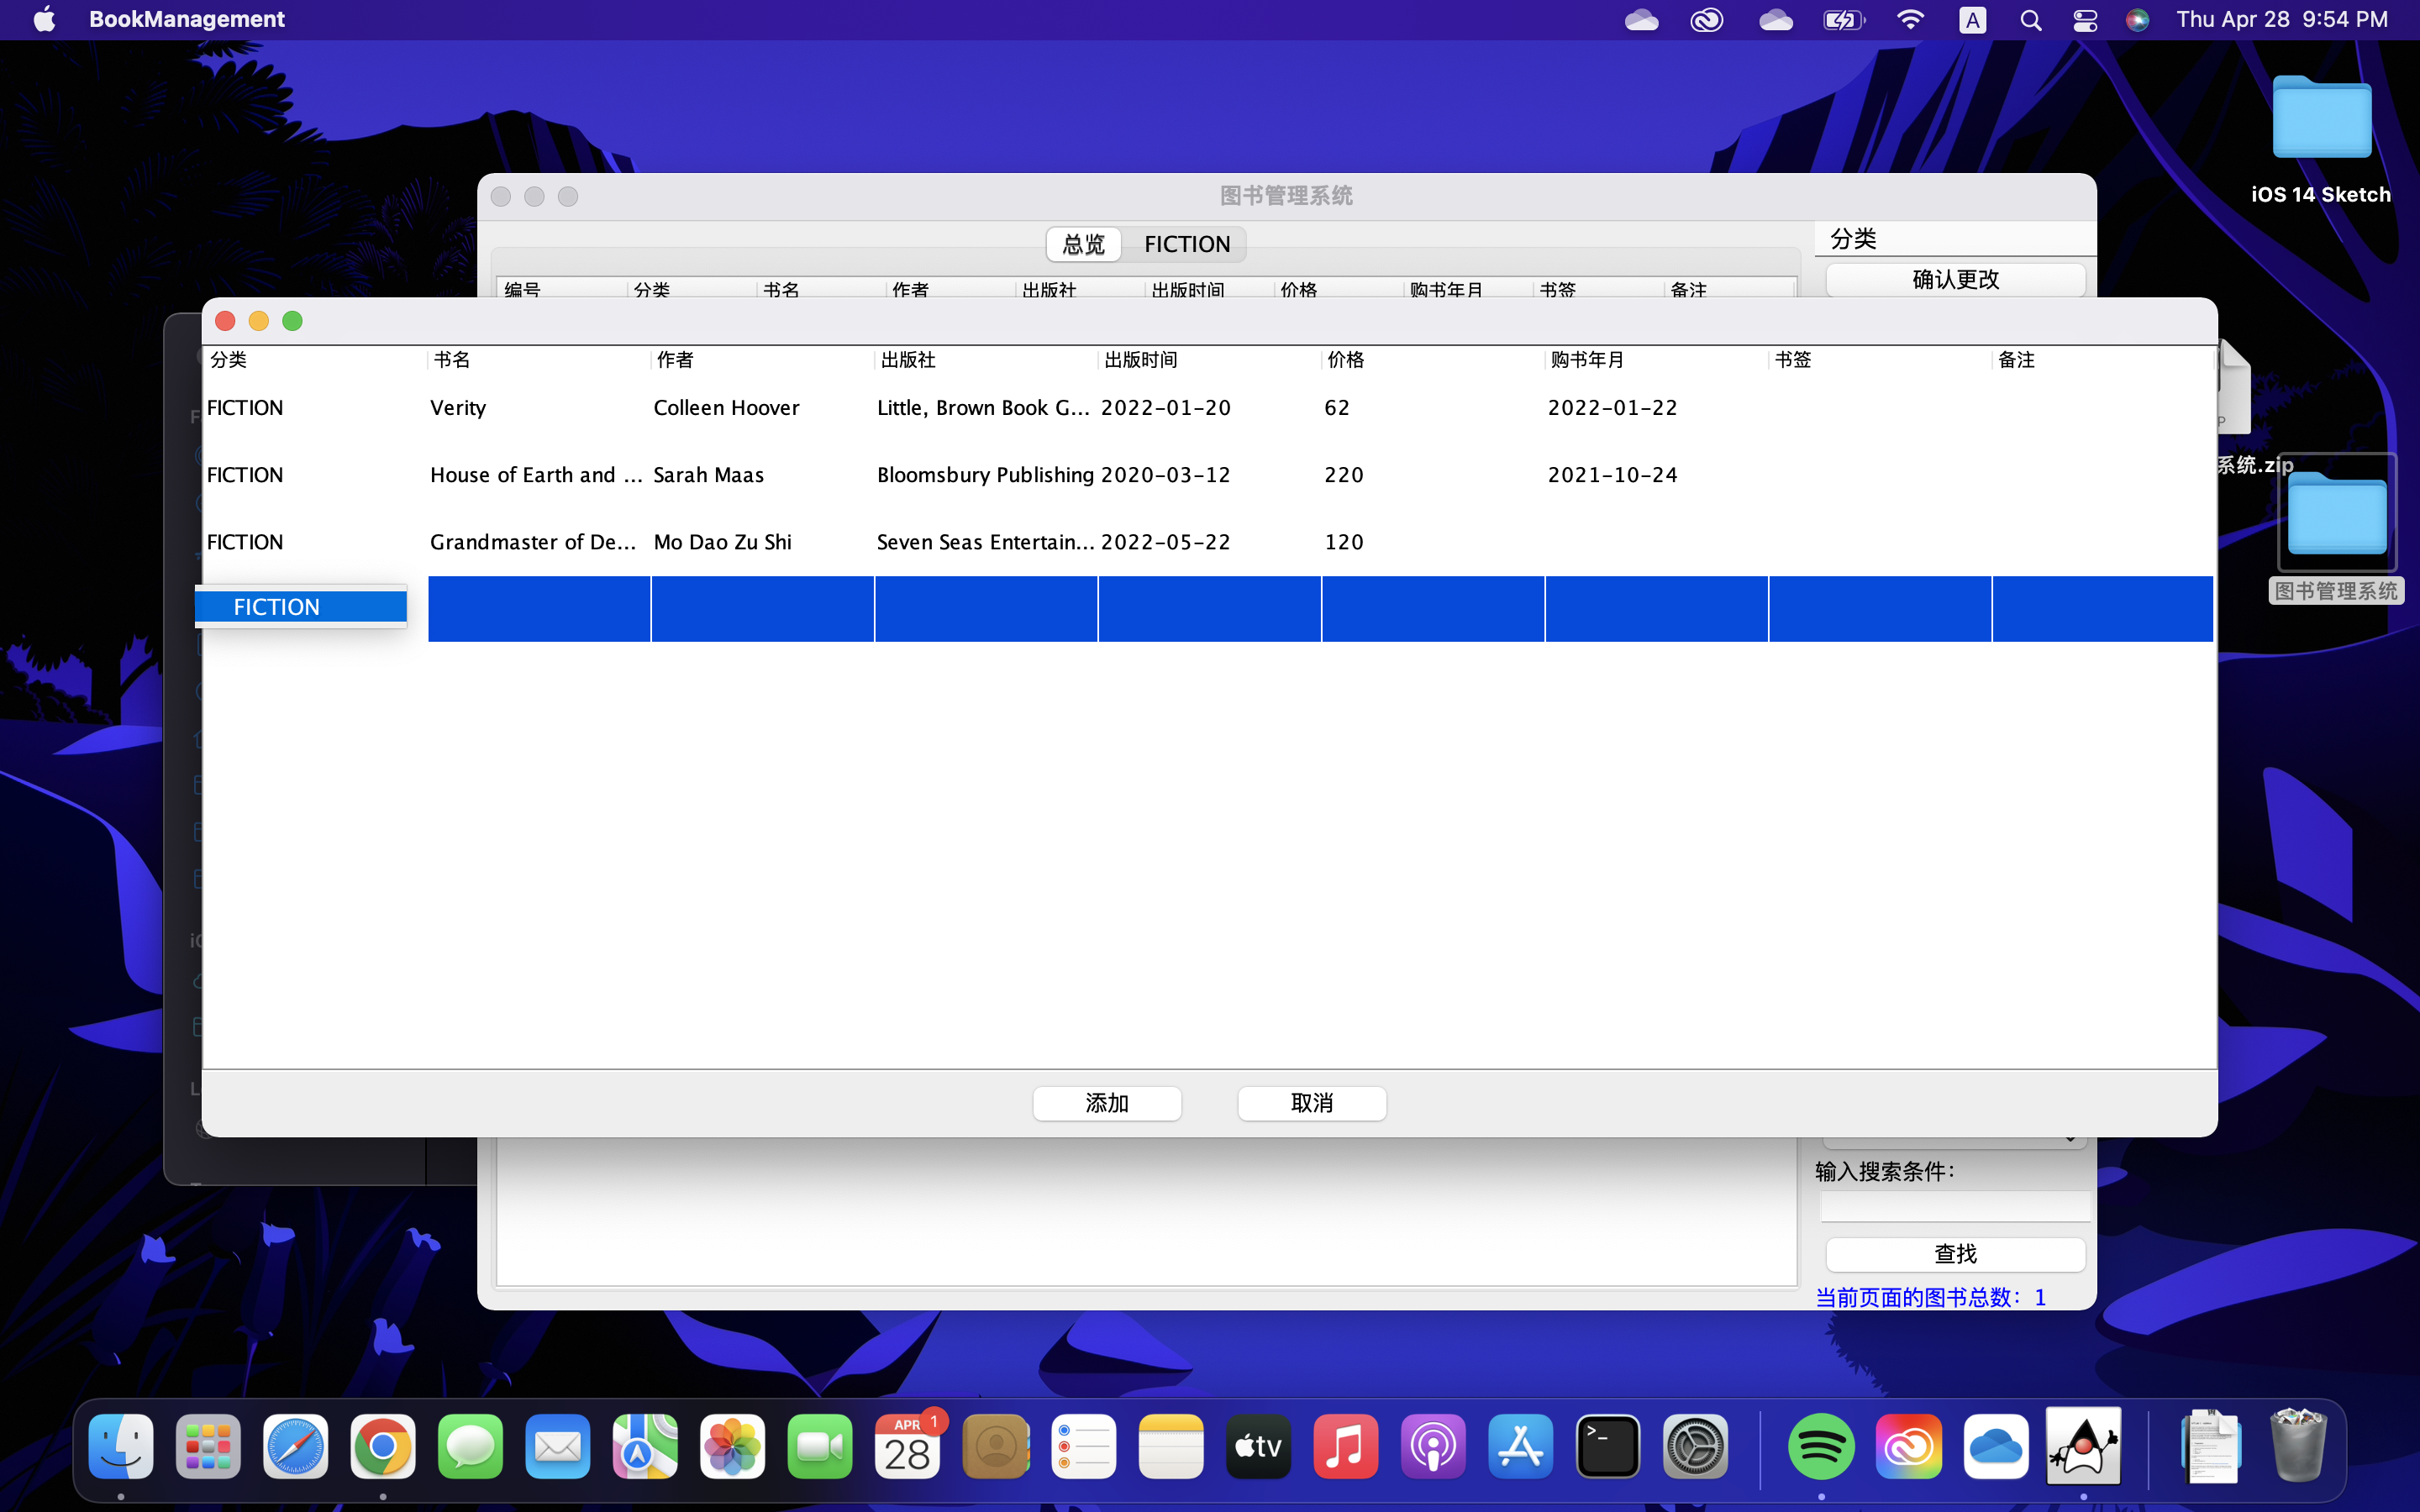 BookManagement
A
Thu Apr 28 9:54 PM
iOS 14 Sketch
图书管理系统
总览 FICTION
分类
编号 分类 书名 作者 出版社 出版时间 价格 购书年月 书签 备注
确认更改
分类 书名 作者 出版社 出版时间 价格 购书年月 书签 备注
FICTION Verity Colleen Hoover Little, Brown Book G... 2022-01-20 62 2022-01-22
系统.zip
FICTION House of Earth and ... Sarah Maas Bloomsbury Publishing 2020-03-12 220 2021-10-24
FICTION Grandmaster of De... Mo Dao Zu Shi Seven Seas Entertain... 2022-05-22 120
图书管理系统
FICTION
添加 取消
输入搜索条件：
查找
当前页面的图书总数：1
APR 1
28
tv
>_